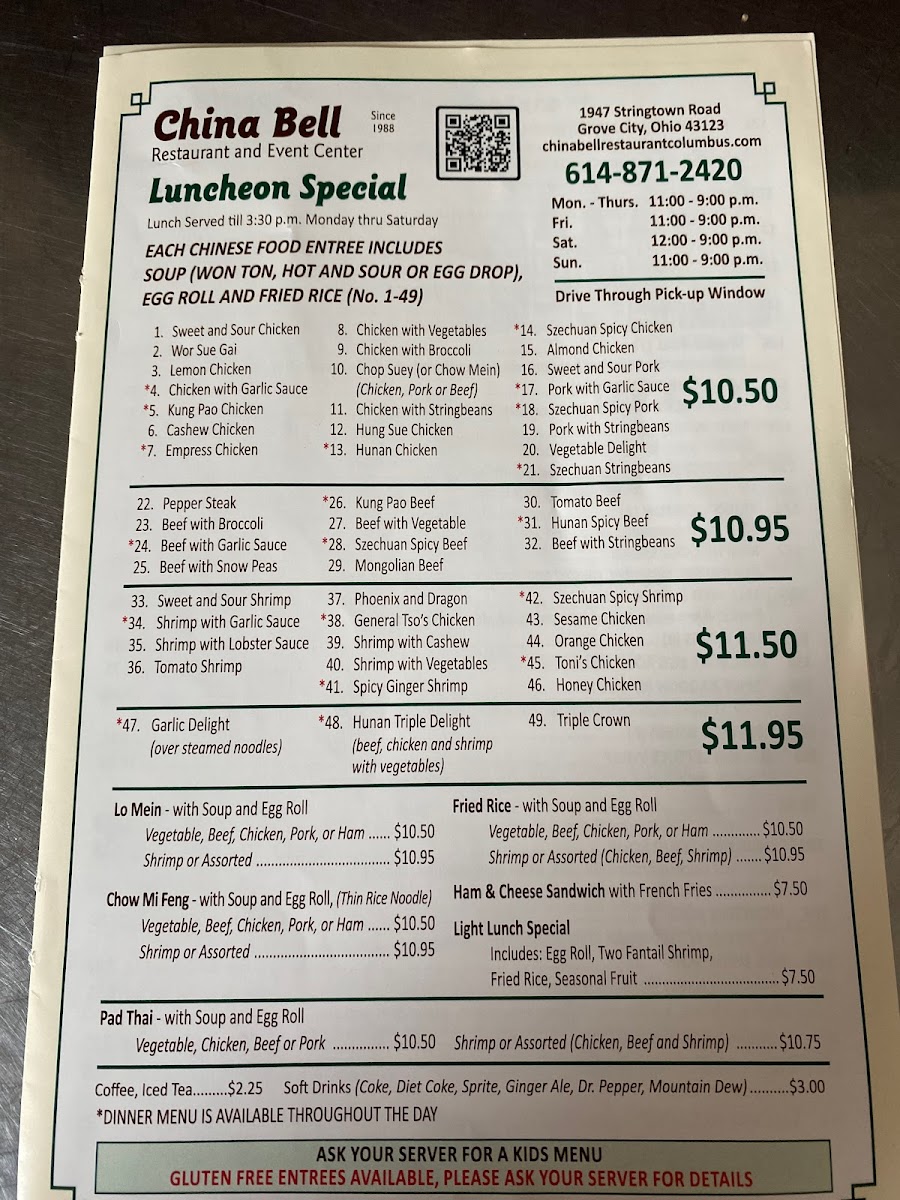 China Bell
Since
1988
Restaurant and Event Center
Luncheon Special
Lunch Served till 3:30 p.m. Monday thru Saturday
EACH CHINESE FOOD ENTREE INCLUDES
SOUP (WON TON, HOT AND SOUR OR EGG DROP),
EGG ROLL AND FRIED RICE (No. 1-49)
1947 Stringtown Road
Grove City, Ohio 43123
chinabellrestaurantcolumbus.com
614-871-2420
Mon. - Thurs. 11:00 - 9:00 p.m.
Fri. 11:00 - 9:00 p.m.
Sat. 12:00 - 9:00 p.m.
Sun. 11:00 - 9:00 p.m.
Drive Through Pick-up Window
1. Sweet and Sour Chicken
2. Wor Sue Gai
3. Lemon Chicken
*4. Chicken with Garlic Sauce
*5. Kung Pao Chicken
6. Cashew Chicken
*7. Empress Chicken
8. Chicken with Vegetables
9. Chicken with Broccoli
10. Chop Suey (or Chow Mein)
(Chicken, Pork or Beef)
11. Chicken with Stringbeans
12. Hung Sue Chicken
*13. Hunan Chicken
*14. Szechuan Spicy Chicken
15. Almond Chicken
16. Sweet and Sour Pork
*17. Pork with Garlic Sauce
*18. Szechuan Spicy Pork
19. Pork with Stringbeans
20. Vegetable Delight
*21. Szechuan Stringbeans
$10.50
22. Pepper Steak
23. Beef with Broccoli
*24. Beef with Garlic Sauce
25. Beef with Snow Peas
*26. Kung Pao Beef
27. Beef with Vegetable
*28. Szechuan Spicy Beef
29. Mongolian Beef
30. Tomato Beef
*31. Hunan Spicy Beef
32. Beef with Stringbeans
$10.95
33. Sweet and Sour Shrimp
*34. Shrimp with Garlic Sauce
35. Shrimp with Lobster Sauce
36. Tomato Shrimp
37. Phoenix and Dragon
*38. General Tso's Chicken
39. Shrimp with Cashew
40. Shrimp with Vegetables
*41. Spicy Ginger Shrimp
*42. Szechuan Spicy Shrimp
43. Sesame Chicken
44. Orange Chicken
*45. Toni's Chicken
46. Honey Chicken
$11.50
*47. Garlic Delight
(over steamed noodles)
*48. Hunan Triple Delight
(beef, chicken and shrimp
with vegetables)
49. Triple Crown
$11.95
Lo Mein - with Soup and Egg Roll
Vegetable, Beef, Chicken, Pork, or Ham ...... $10.50
Shrimp or Assorted .................................. $10.95
Chow Mi Feng - with Soup and Egg Roll, (Thin Rice Noodle)
Vegetable, Beef, Chicken, Pork, or Ham ...... $10.50
Shrimp or Assorted .................................. $10.95
Fried Rice - with Soup and Egg Roll
Vegetable, Beef, Chicken, Pork, or Ham ............ $10.50
Shrimp or Assorted (Chicken, Beef, Shrimp) ....... $10.95
Ham & Cheese Sandwich with French Fries .............. $7.50
Light Lunch Special
Includes: Egg Roll, Two Fantail Shrimp,
Fried Rice, Seasonal Fruit ................................... $7.50
Pad Thai - with Soup and Egg Roll
Vegetable, Chicken, Beef or Pork .............. $10.50
Shrimp or Assorted (Chicken, Beef and Shrimp) ........... $10.75
Coffee, Iced Tea.........$2.25 Soft Drinks (Coke, Diet Coke, Sprite, Ginger Ale, Dr. Pepper, Mountain Dew)..........$3.00
*DINNER MENU IS AVAILABLE THROUGHOUT THE DAY
ASK YOUR SERVER FOR A KIDS MENU
GLUTEN FREE ENTREES AVAILABLE, PLEASE ASK YOUR SERVER FOR DETAILS